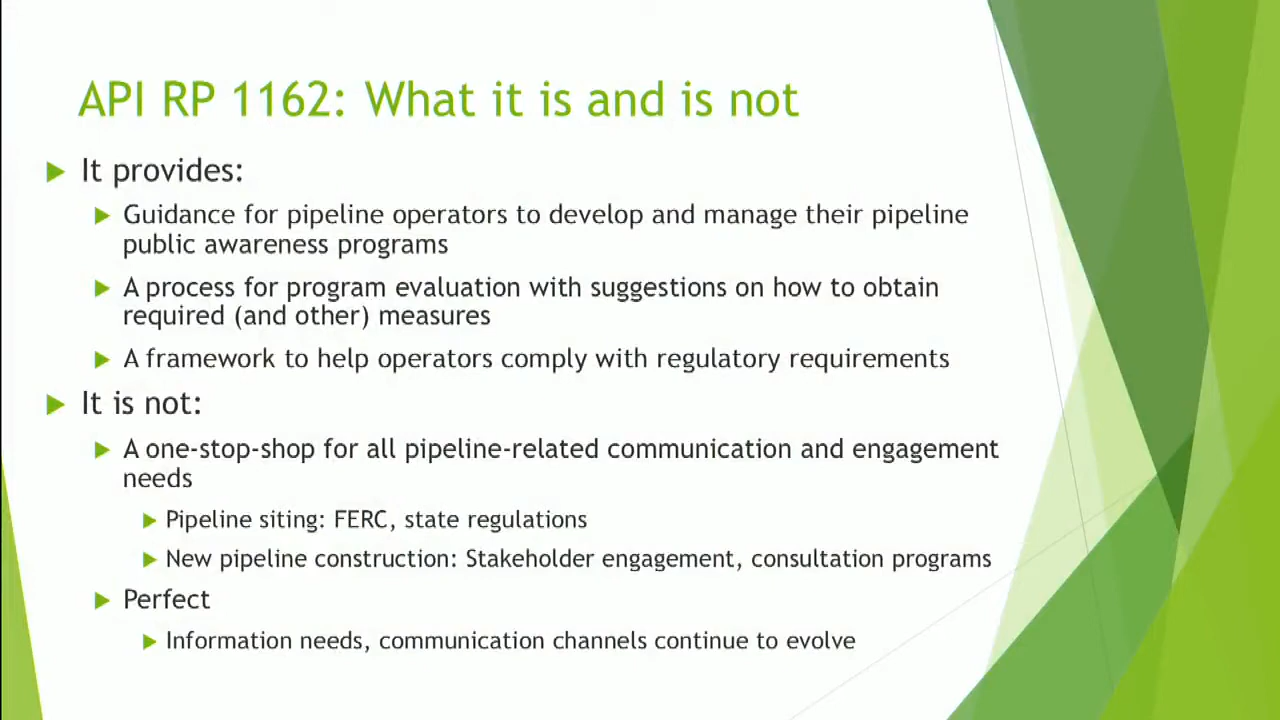 API RP 1162: What it is and is not
It provides:
Guidance for pipeline operators to develop and manage their pipeline
public awareness programs
A process for program evaluation with suggestions on how to obtain
required (and other) measures
A framework to help operators comply with regulatory requirements
It is not:
A one-stop-shop for all pipeline-related communication and engagement
needs
Pipeline siting: FERC, state regulations
New pipeline construction: Stakeholder engagement, consultation programs
Perfect
Information needs, communication channels continue to evolve